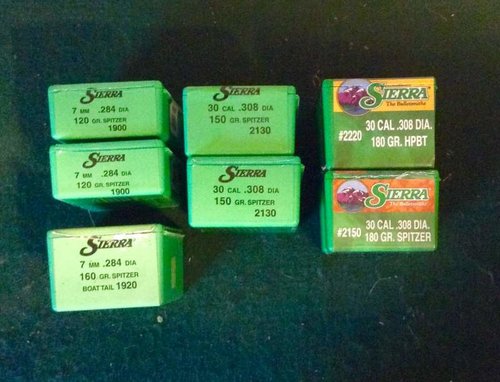 SIERRA
7 MM .284 DIA
120 GR. SPITZER
1900
SIERRA
7 MM .284 DIA
120 GR. SPITZER
1900
SIERRA
7 MM .284 DIA
160 GR. SPITZER
BOAT TAIL 1920
SIERRA
30 CAL .308 DIA
150 GR. SPITZER
2130
SIERRA
30 CAL .308 DIA
150 GR. SPITZER
2130
SIERRA
The Bulletsmiths
#2220 30 CAL .308 DIA.
180 GR. HPBT
SIERRA
The Bulletsmiths
#2150 30 CAL .308 DIA.
180 GR. SPITZER